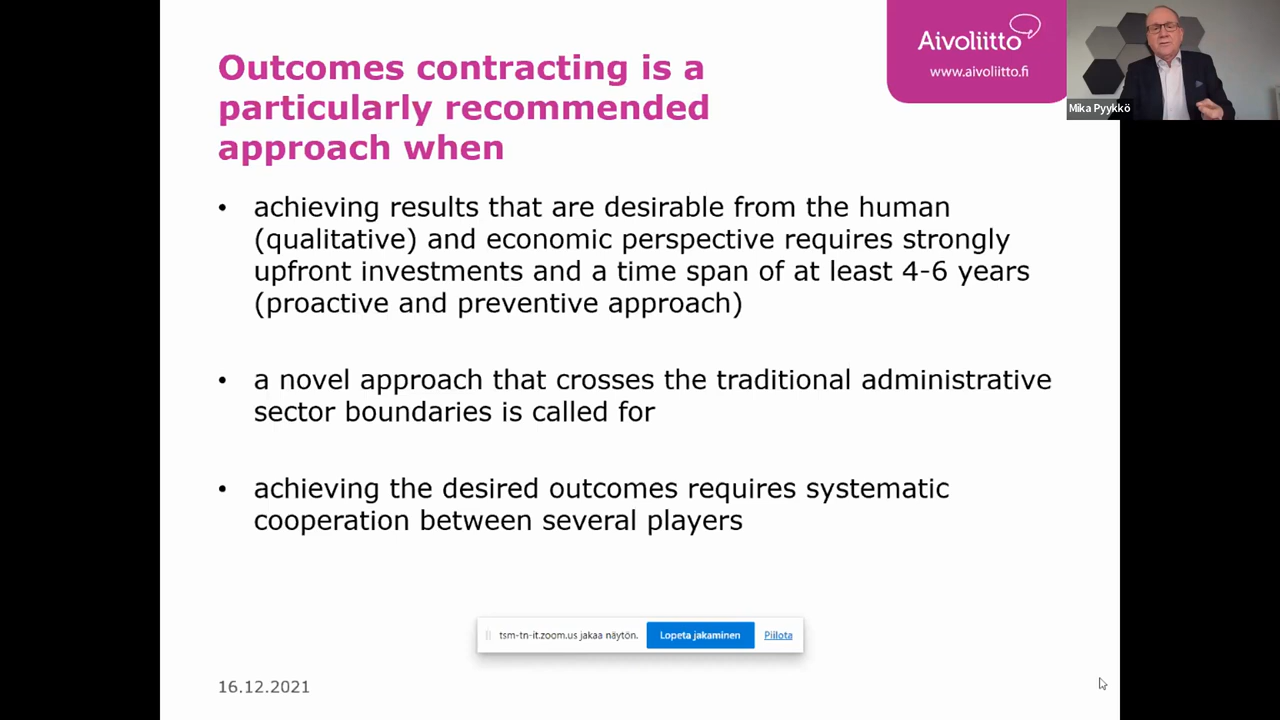 Outcomes contracting is a
particularly recommended
approach when
Aivoliitto
www.aivoliitto.fi
Mika Pyykkö
• achieving results that are desirable from the human
(qualitative) and economic perspective requires strongly
upfront investments and a time span of at least 4-6 years
(proactive and preventive approach)
• a novel approach that crosses the traditional administrative
sector boundaries is called for
• achieving the desired outcomes requires systematic
cooperation between several players
tsm-tn-it.zoom.us jakaa näytön. Lopeta jakaminen Piilota
16.12.2021